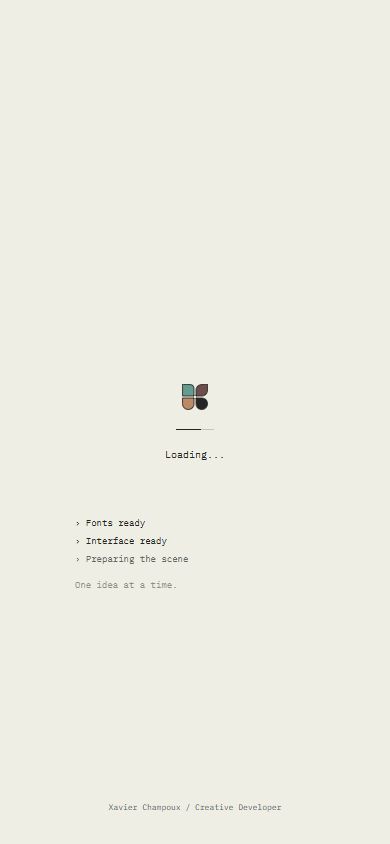 Loading...
› Fonts ready
› Interface ready
› Preparing the scene
One idea at a time.
Xavier Champoux / Creative Developer